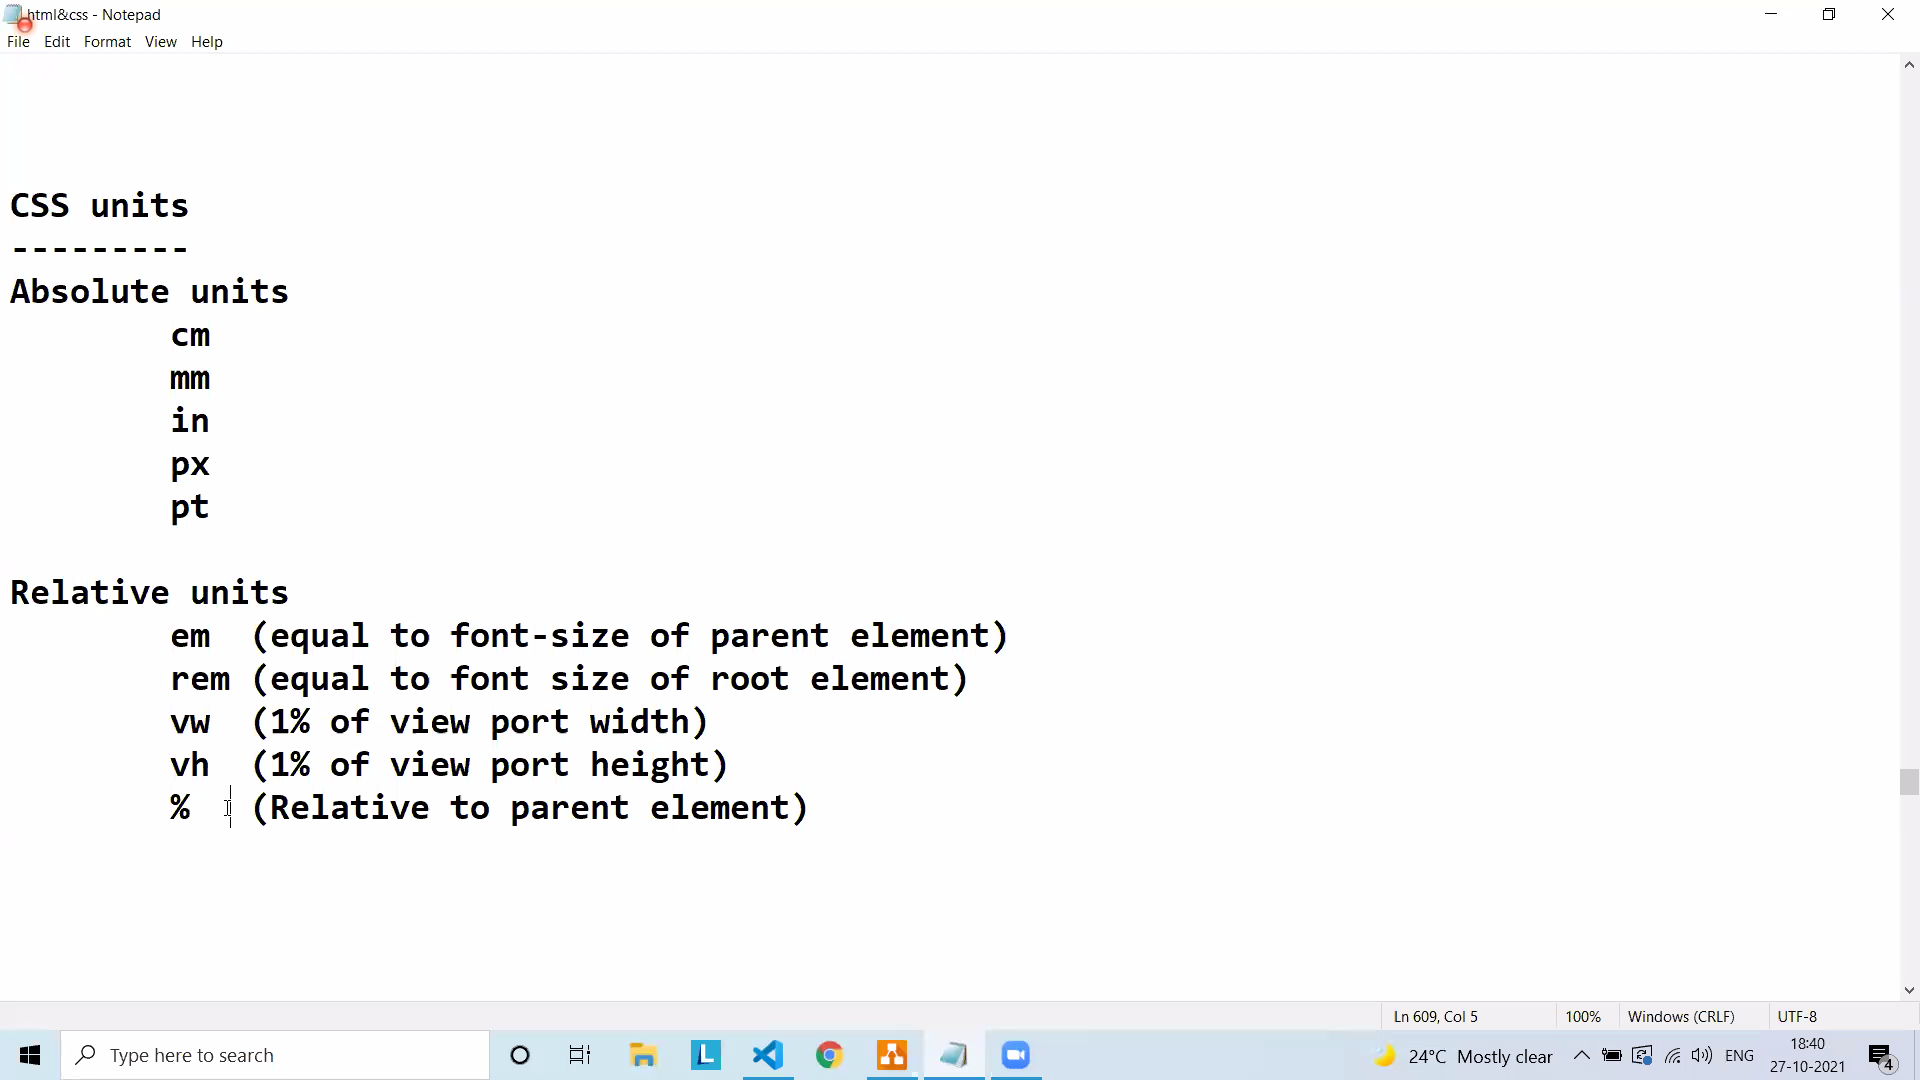 html&css - Notepad
File Edit Format View Help
CSS units
---------
Absolute units
cm
mm
in
px
pt
Relative units
em (equal to font-size of parent element)
rem (equal to font size of root element)
vw (1% of view port width)
vh (1% of view port height)
% (Relative to parent element)
Ln 609, Col 5 100% Windows (CRLF) UTF-8
Type here to search L 24°C Mostly clear ENG 18:40
27-10-2021 4